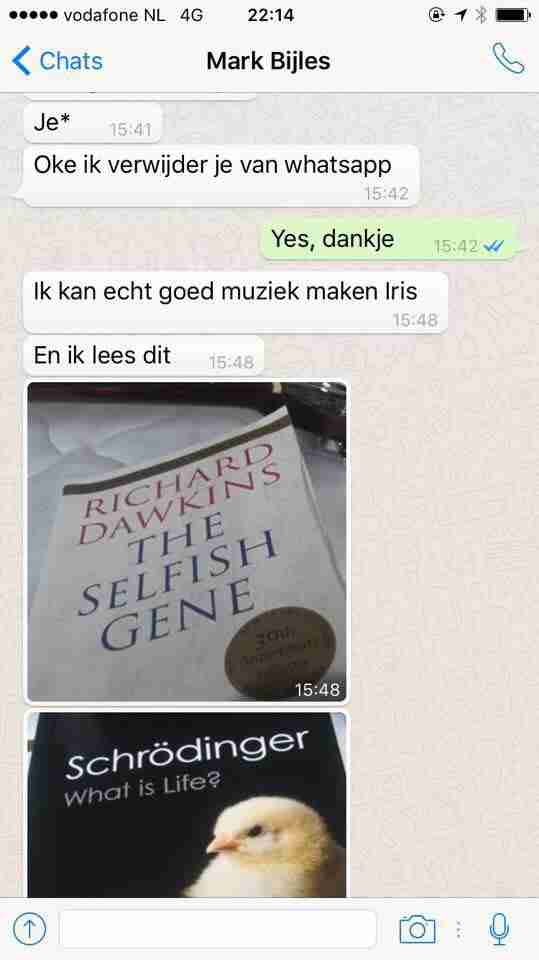 vodafone NL 4G 22:14
Chats Mark Bijles
Je* 15:41
Oke ik verwijder je van whatsapp
15:42
Yes, dankje 15:42
Ik kan echt goed muziek maken Iris
15:48
En ik lees dit 15:48
RICHARD
DAWKINS
THE
SELFISH
GENE
30th
15:48
Schrödinger
What is Life?